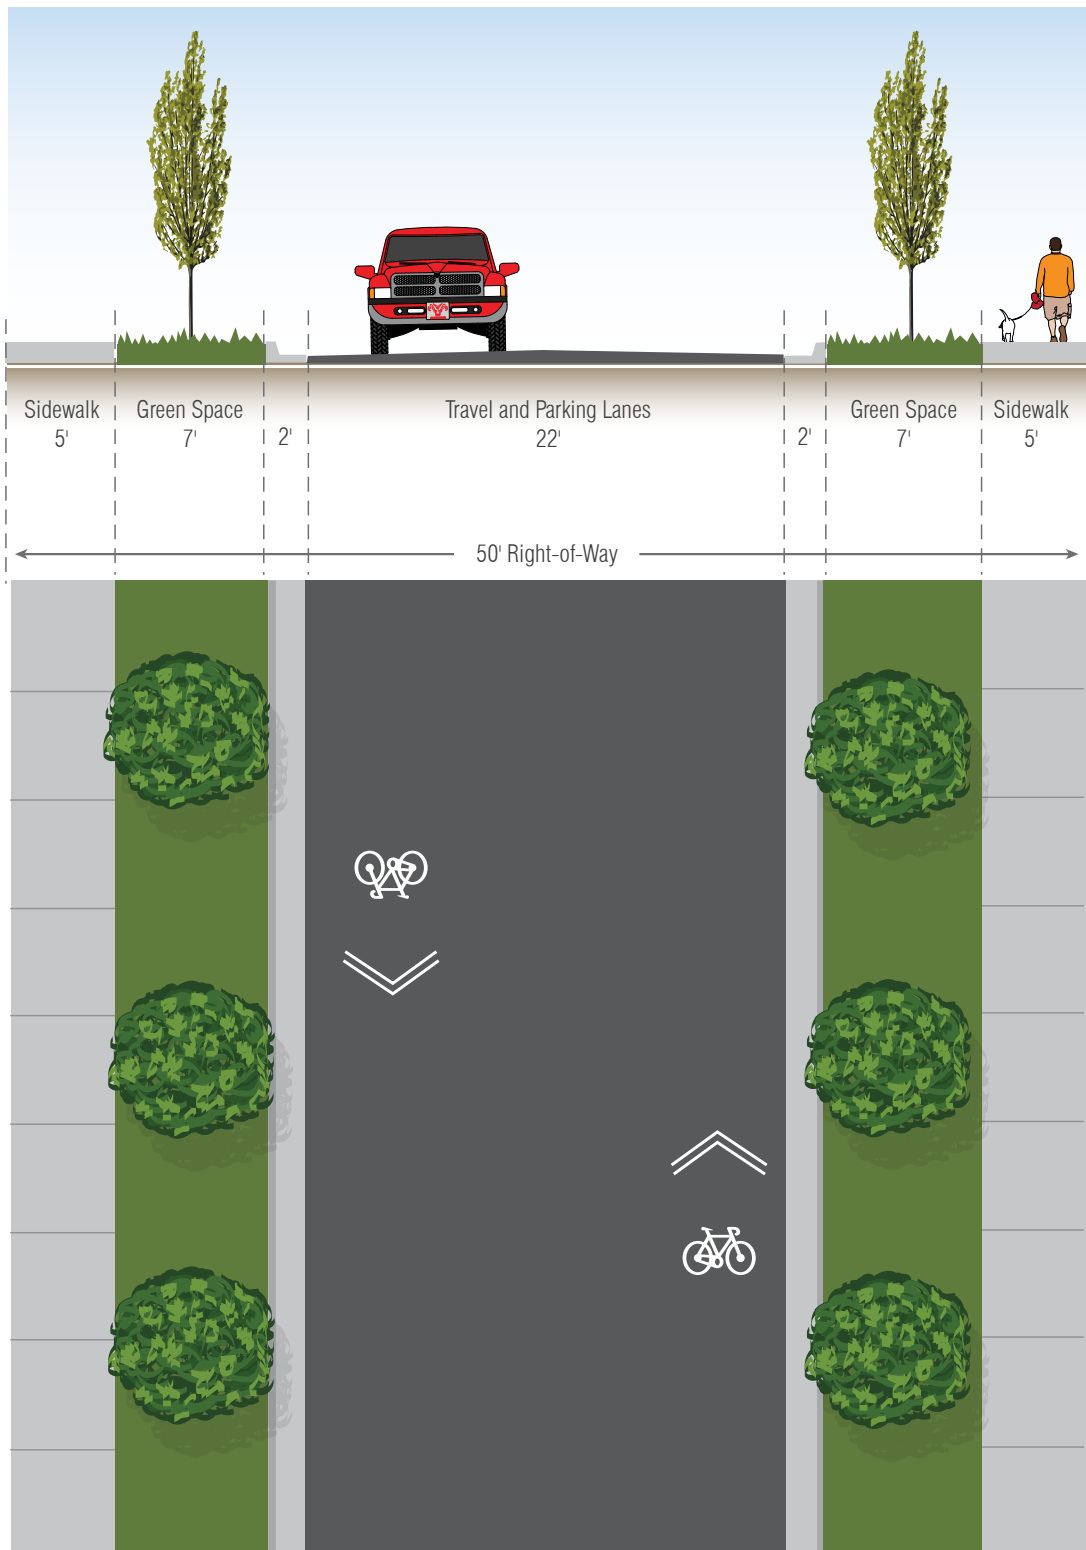 Sidewalk
5'
Green Space
7'
2'
Travel and Parking Lanes
22'
2'
Green Space
7'
Sidewalk
5'
50' Right-of-Way